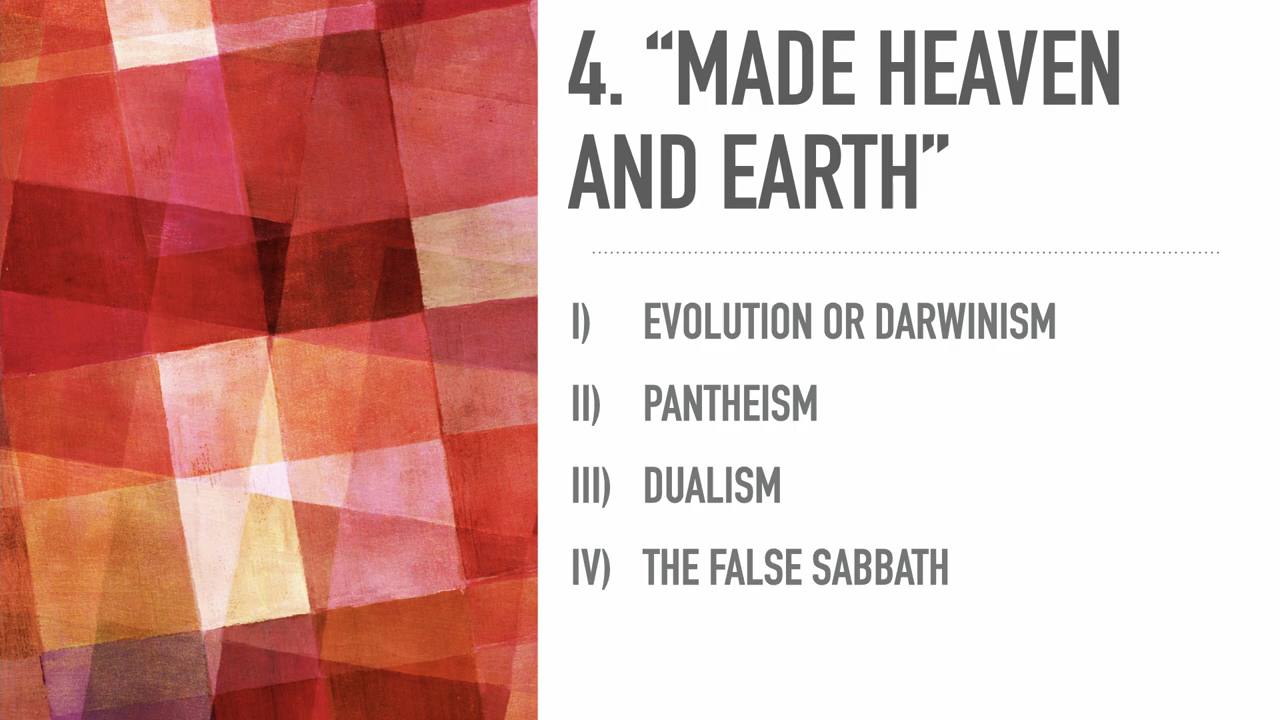 4. “MADE HEAVEN
AND EARTH”
I) EVOLUTION OR DARWINISM
II) PANTHEISM
III) DUALISM
IV) THE FALSE SABBATH